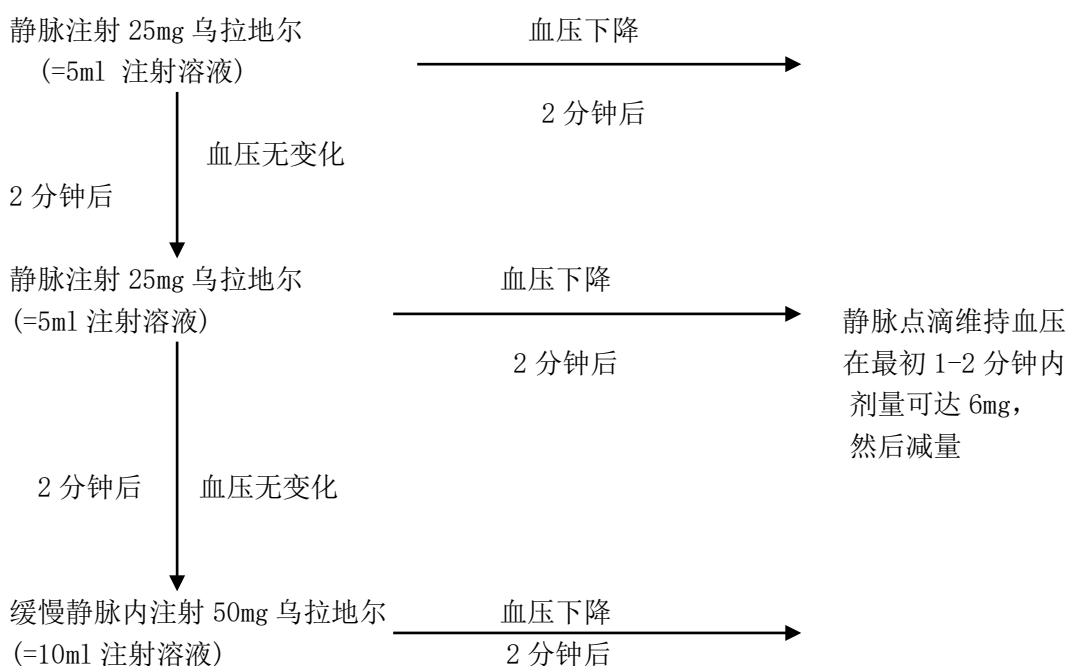 静脉注射 25mg 乌拉地尔
(=5ml 注射溶液)
血压下降
2 分钟后
血压无变化
2 分钟后
静脉注射 25mg 乌拉地尔
(=5ml 注射溶液)
血压下降
2 分钟后
静脉点滴维持血压
在最初 1-2 分钟内
剂量可达 6mg，
然后减量
2 分钟后
血压无变化
缓慢静脉内注射 50mg 乌拉地尔
(=10ml 注射溶液)
血压下降
2 分钟后